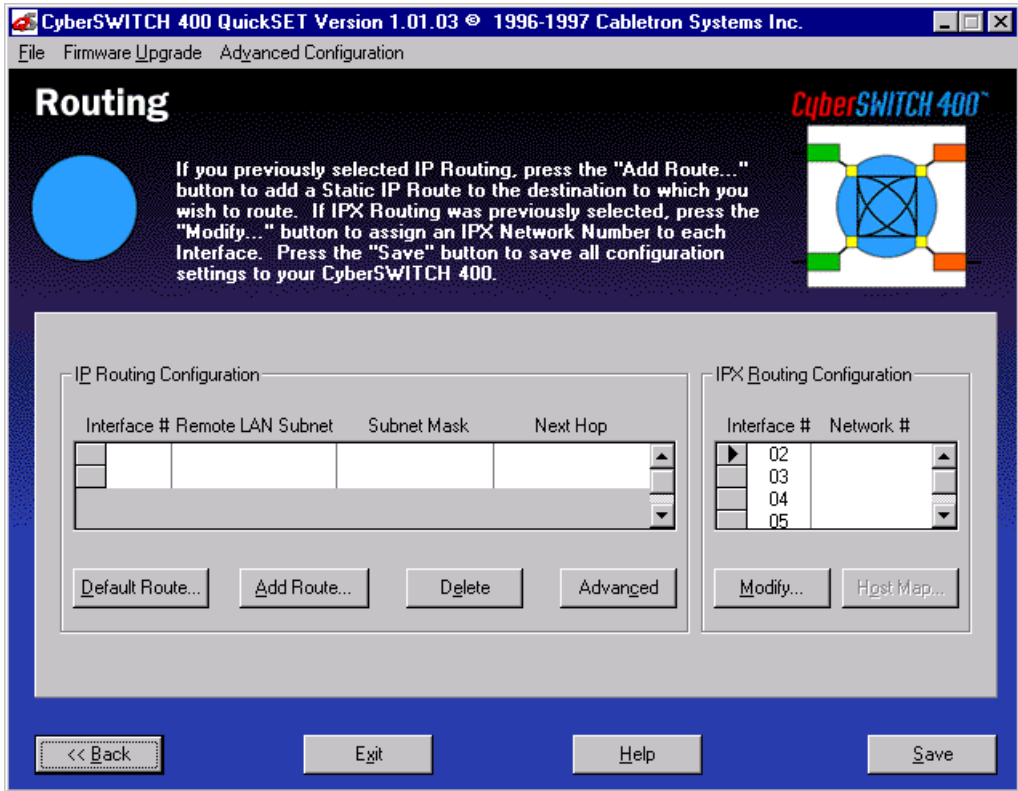 CyberSWITCH 400 QuickSET Version 1.01.03 © 1996-1997 Cabletron Systems Inc.
File Firmware Upgrade Advanced Configuration
Routing
CyberSWITCH 400™
If you previously selected IP Routing, press the "Add Route..."
button to add a Static IP Route to the destination to which you
wish to route. If IPX Routing was previously selected, press the
"Modify..." button to assign an IPX Network Number to each
Interface. Press the "Save" button to save all configuration
settings to your CyberSWITCH 400.
IP Routing Configuration
Interface # Remote LAN Subnet Subnet Mask Next Hop
Default Route... Add Route... Delete Advanced
IPX Routing Configuration
Interface # Network #
02
03
04
05
Modify... Host Map...
<< Back Exit Help Save